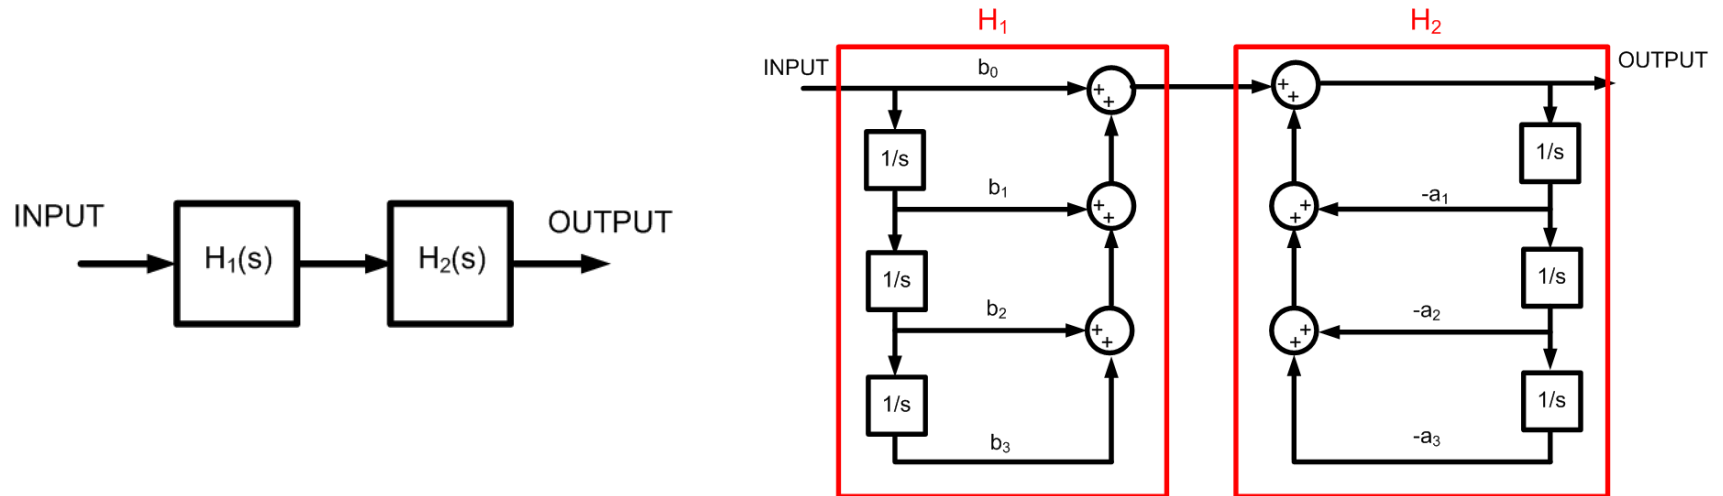 INPUT
H₁(s)
H₂(s)
OUTPUT
H₁
H₂
INPUT
b₀
+
+
+
+
OUTPUT
1/s
1/s
b₁
+
+
+
+
-a₁
1/s
1/s
b₂
+
+
+
+
-a₂
1/s
1/s
b₃
-a₃